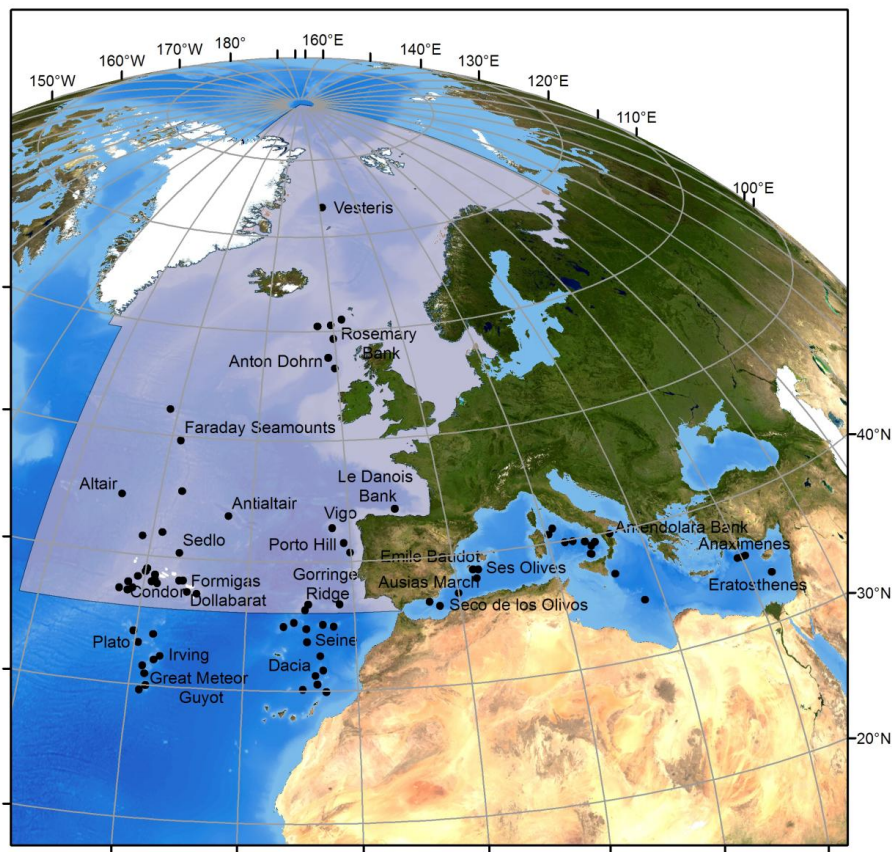 160°W
170°W
180°
160°E
140°E
130°E
150°W
120°E
110°E
100°E
Vesteris
Rosemary
Bank
Anton Dohrn
Faraday Seamounts
40°N
Altair
Le Danois
Bank
Antialtair
Vigo
Amendolara Bank
Sedlo
Porto Hill
Anaximenes
Emile Baudot
Ses Olives
Formigas
Gorringe
Ridge
Ausias March
Eratosthenes
30°N
Condor
Dollabarat
Seco de los Olivos
Plato
Seine
Irving
Dacia
Great Meteor
Guyot
20°N